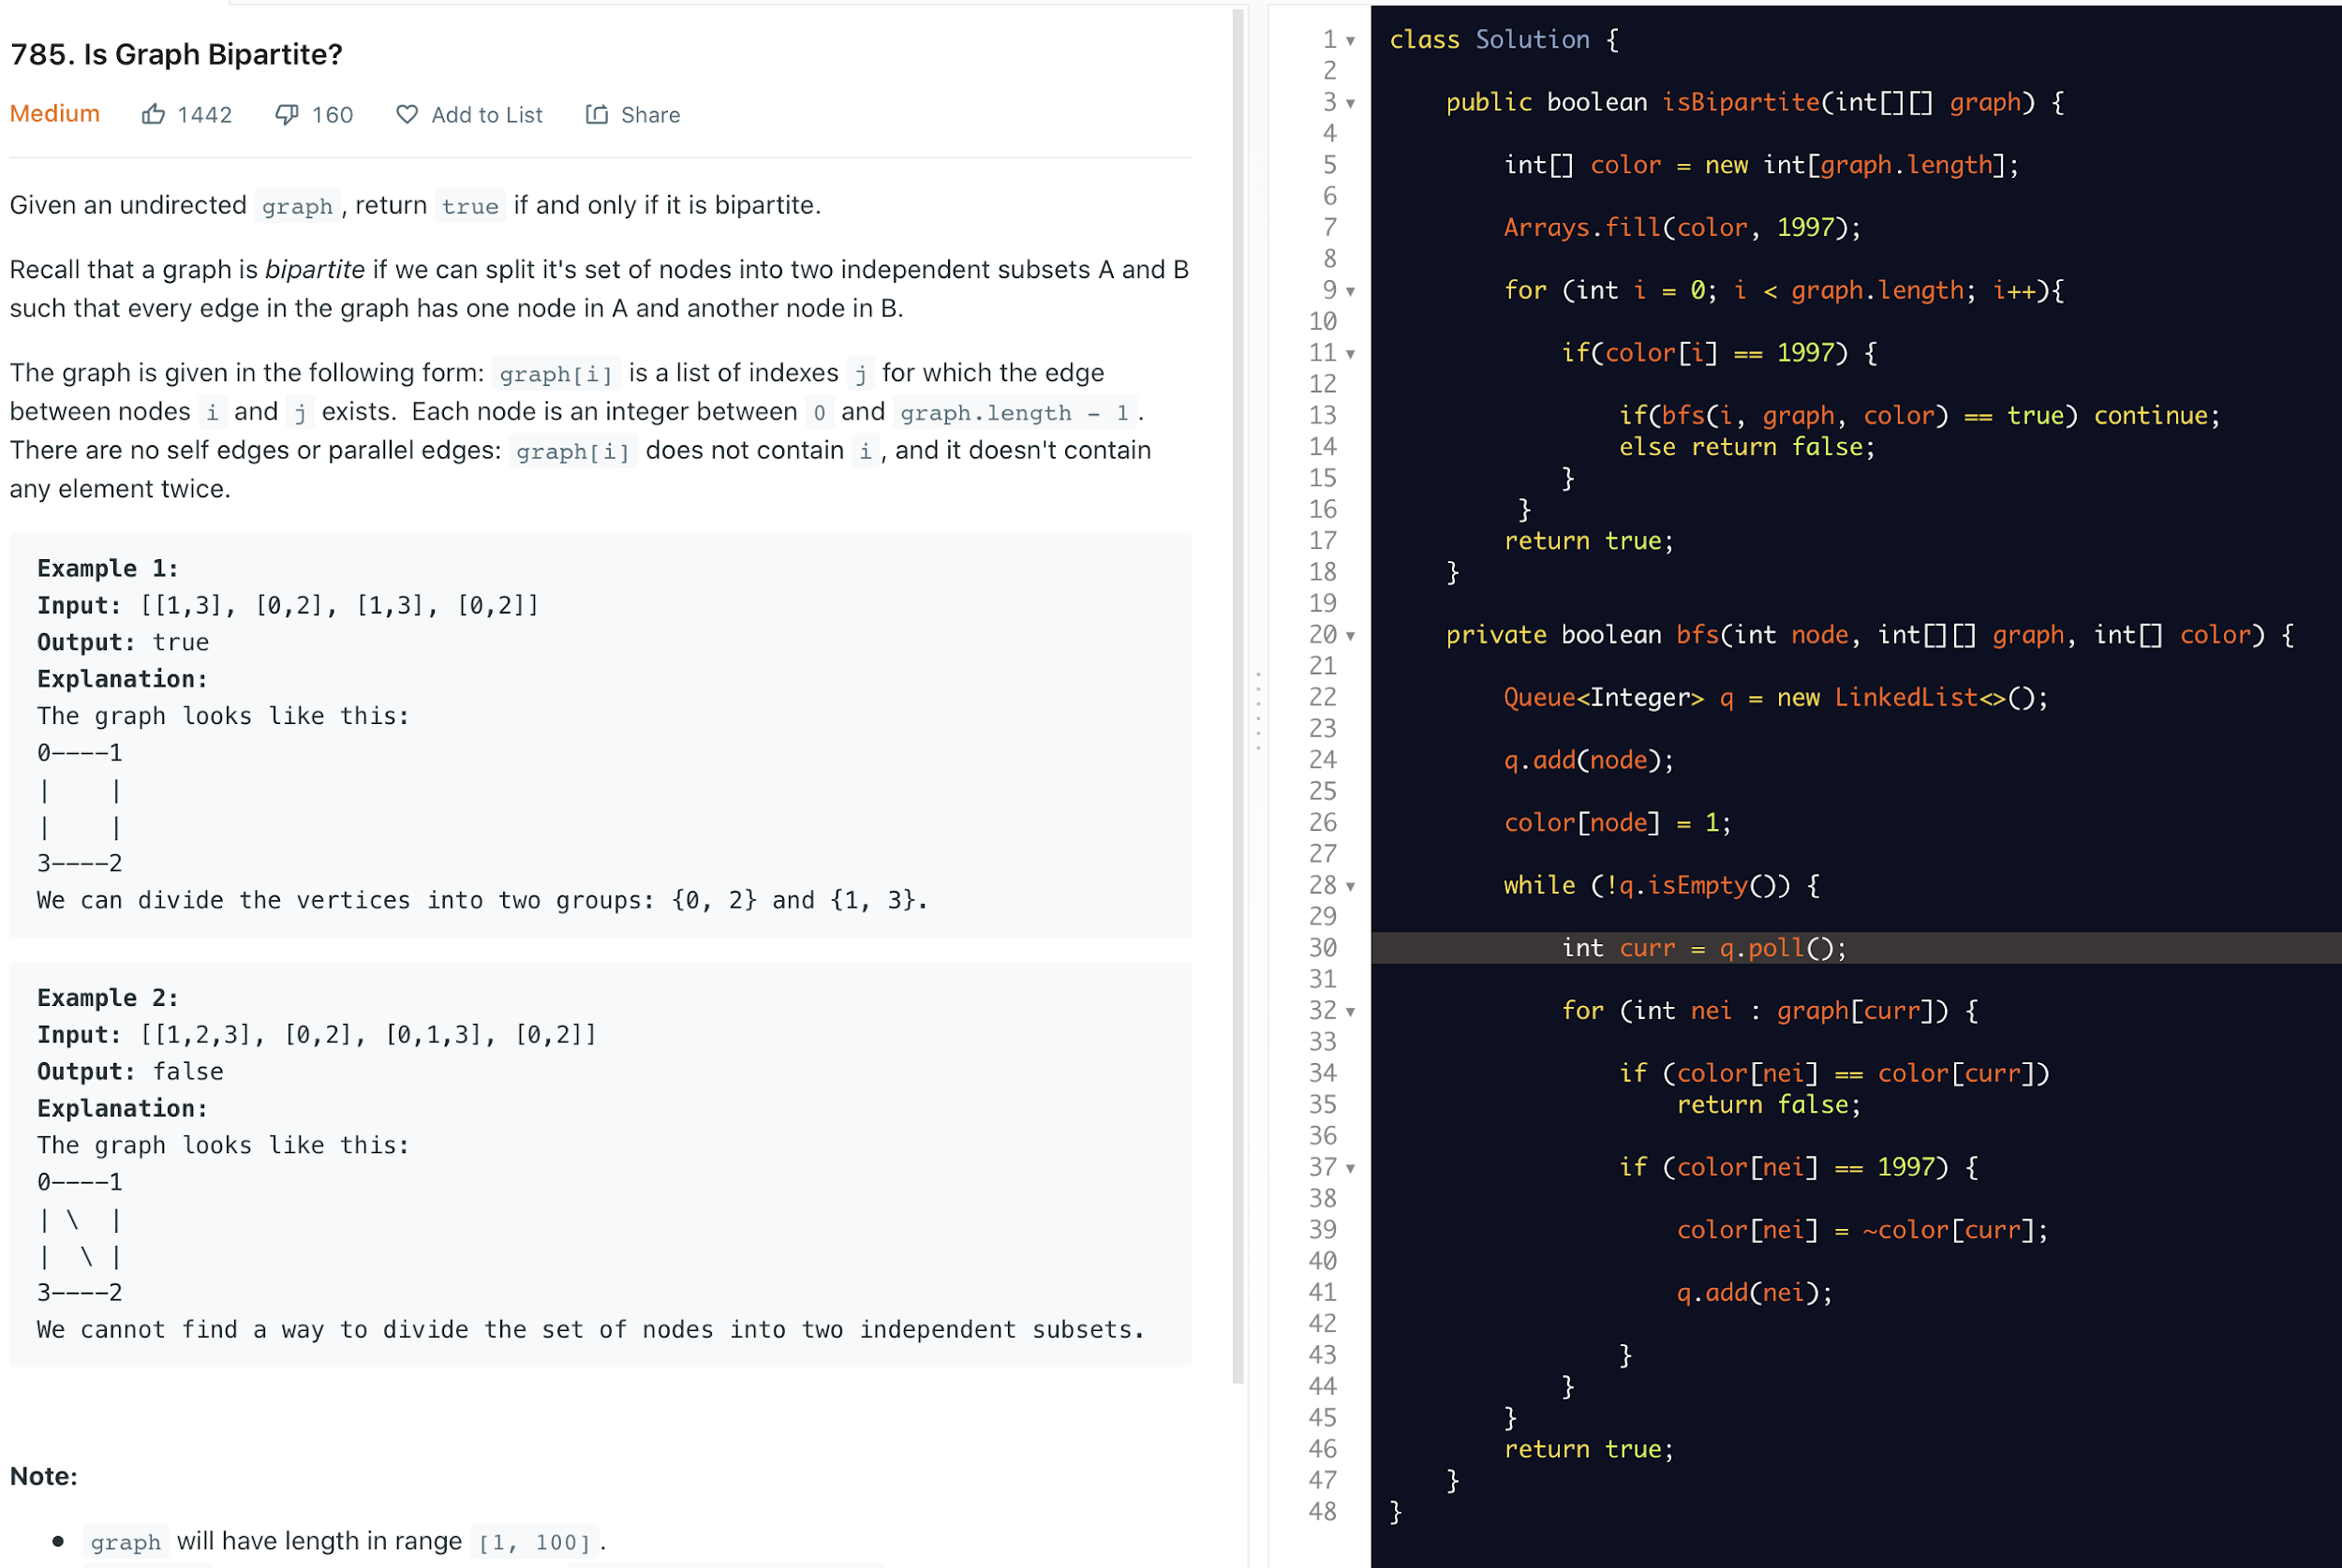 785. Is Graph Bipartite?
Medium 1442 160 Add to List Share
Given an undirected graph, return true if and only if it is bipartite.
Recall that a graph is bipartite if we can split it's set of nodes into two independent subsets A and B
such that every edge in the graph has one node in A and another node in B.
The graph is given in the following form: graph[i] is a list of indexes j for which the edge
between nodes i and j exists. Each node is an integer between 0 and graph.length - 1.
There are no self edges or parallel edges: graph[i] does not contain i, and it doesn't contain
any element twice.
Example 1:
Input: [[1,3], [0,2], [1,3], [0,2]]
Output: true
Explanation:
The graph looks like this:
0----1
|    |
|    |
3----2
We can divide the vertices into two groups: {0, 2} and {1, 3}.
Example 2:
Input: [[1,2,3], [0,2], [0,1,3], [0,2]]
Output: false
Explanation:
The graph looks like this:
0----1
| \  |
|  \ |
3----2
We cannot find a way to divide the set of nodes into two independent subsets.
Note:
• graph will have length in range [1, 100].
1 class Solution {
2
3     public boolean isBipartite(int[][] graph) {
4
5         int[] color = new int[graph.length];
6
7         Arrays.fill(color, 1997);
8
9         for (int i = 0; i < graph.length; i++){
10
11             if(color[i] == 1997) {
12
13                 if(bfs(i, graph, color) == true) continue;
14                 else return false;
15             }
16          }
17         return true;
18     }
19
20     private boolean bfs(int node, int[][] graph, int[] color) {
21
22         Queue<Integer> q = new LinkedList<>();
23
24         q.add(node);
25
26         color[node] = 1;
27
28         while (!q.isEmpty()) {
29
30             int curr = q.poll();
31
32             for (int nei : graph[curr]) {
33
34                 if (color[nei] == color[curr])
35                     return false;
36
37                 if (color[nei] == 1997) {
38
39                     color[nei] = ~color[curr];
40
41                     q.add(nei);
42
43                 }
44             }
45         }
46         return true;
47     }
48 }